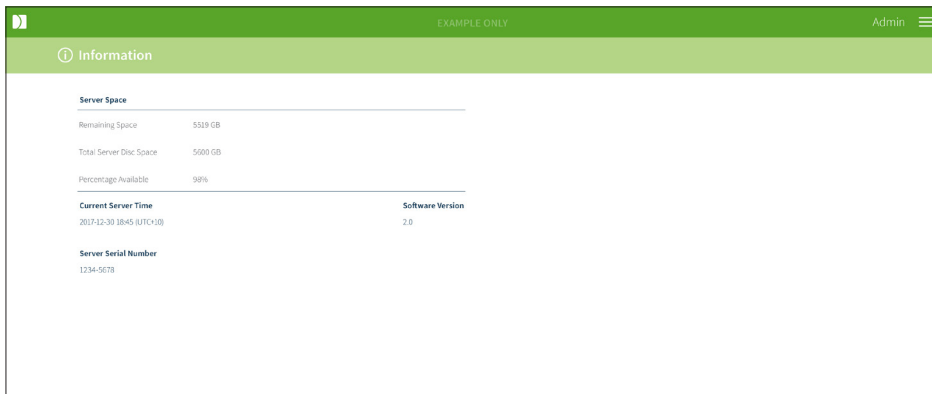 EXAMPLE ONLY
Admin
Information
Server Space
Remaining Space 5519 GB
Total Server Disc Space 5600 GB
Percentage Available 98%
Current Server Time Software Version
2017-12-30 18:45 (UTC+10) 2.0
Server Serial Number
1234-5678